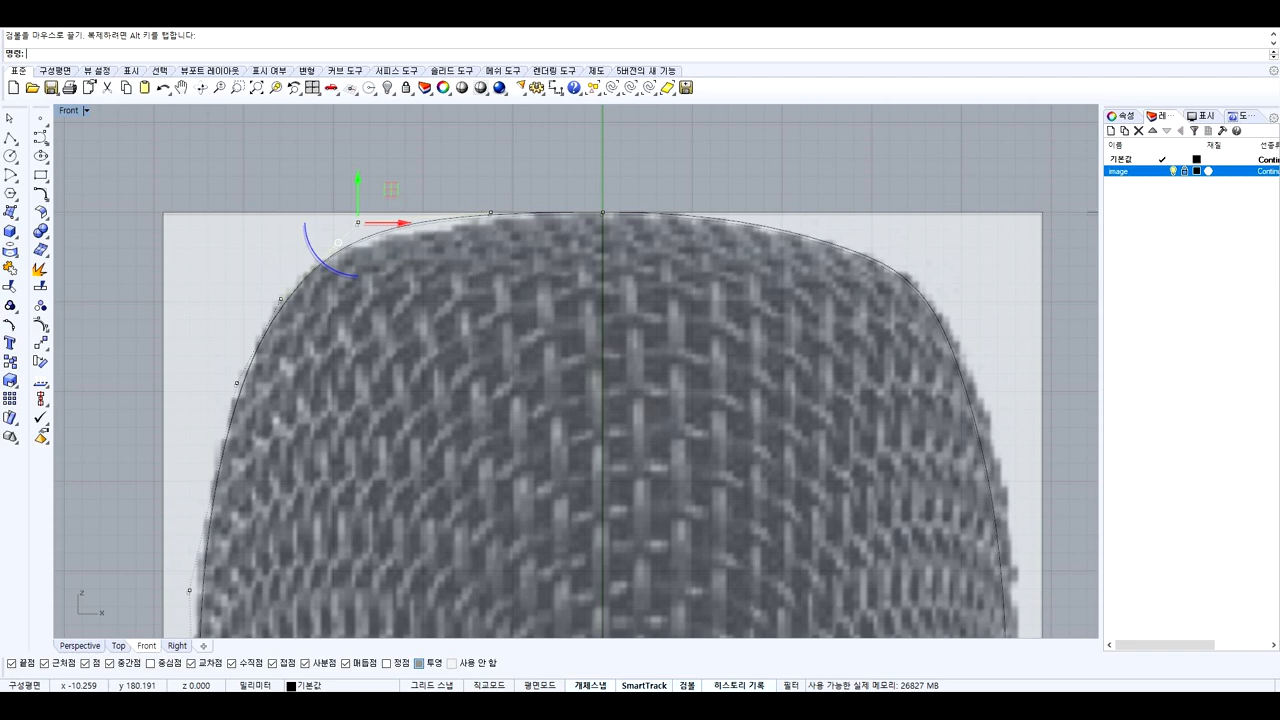 검볼을 마우스로 끌기. 복제하려면 Alt 키를 탭합니다:
명령:
표준 구성평면 뷰 설정 표시 선택 뷰포트 레이아웃 표시 여부 변형 커브 도구 서피스 도구 솔리드 도구 메쉬 도구 렌더링 도구 제도 5버전의 새 기능
Front
속성 레... 표시 도...
이름 재질 선종류
기본값 Conti
image Contin
z
x
Perspective Top Front Right
끝점 근처점 점 중간점 중심점 교차점 수직점 접점 사분점 매듭점 정점 투영 사용 안 함
구성평면 x -10.259 y 180.191 z 0.000 밀리미터 기본값 그리드 스냅 직교모드 평면모드 개체스냅 SmartTrack 검볼 히스토리 기록 필터 사용 가능한 실제 메모리: 26827 MB